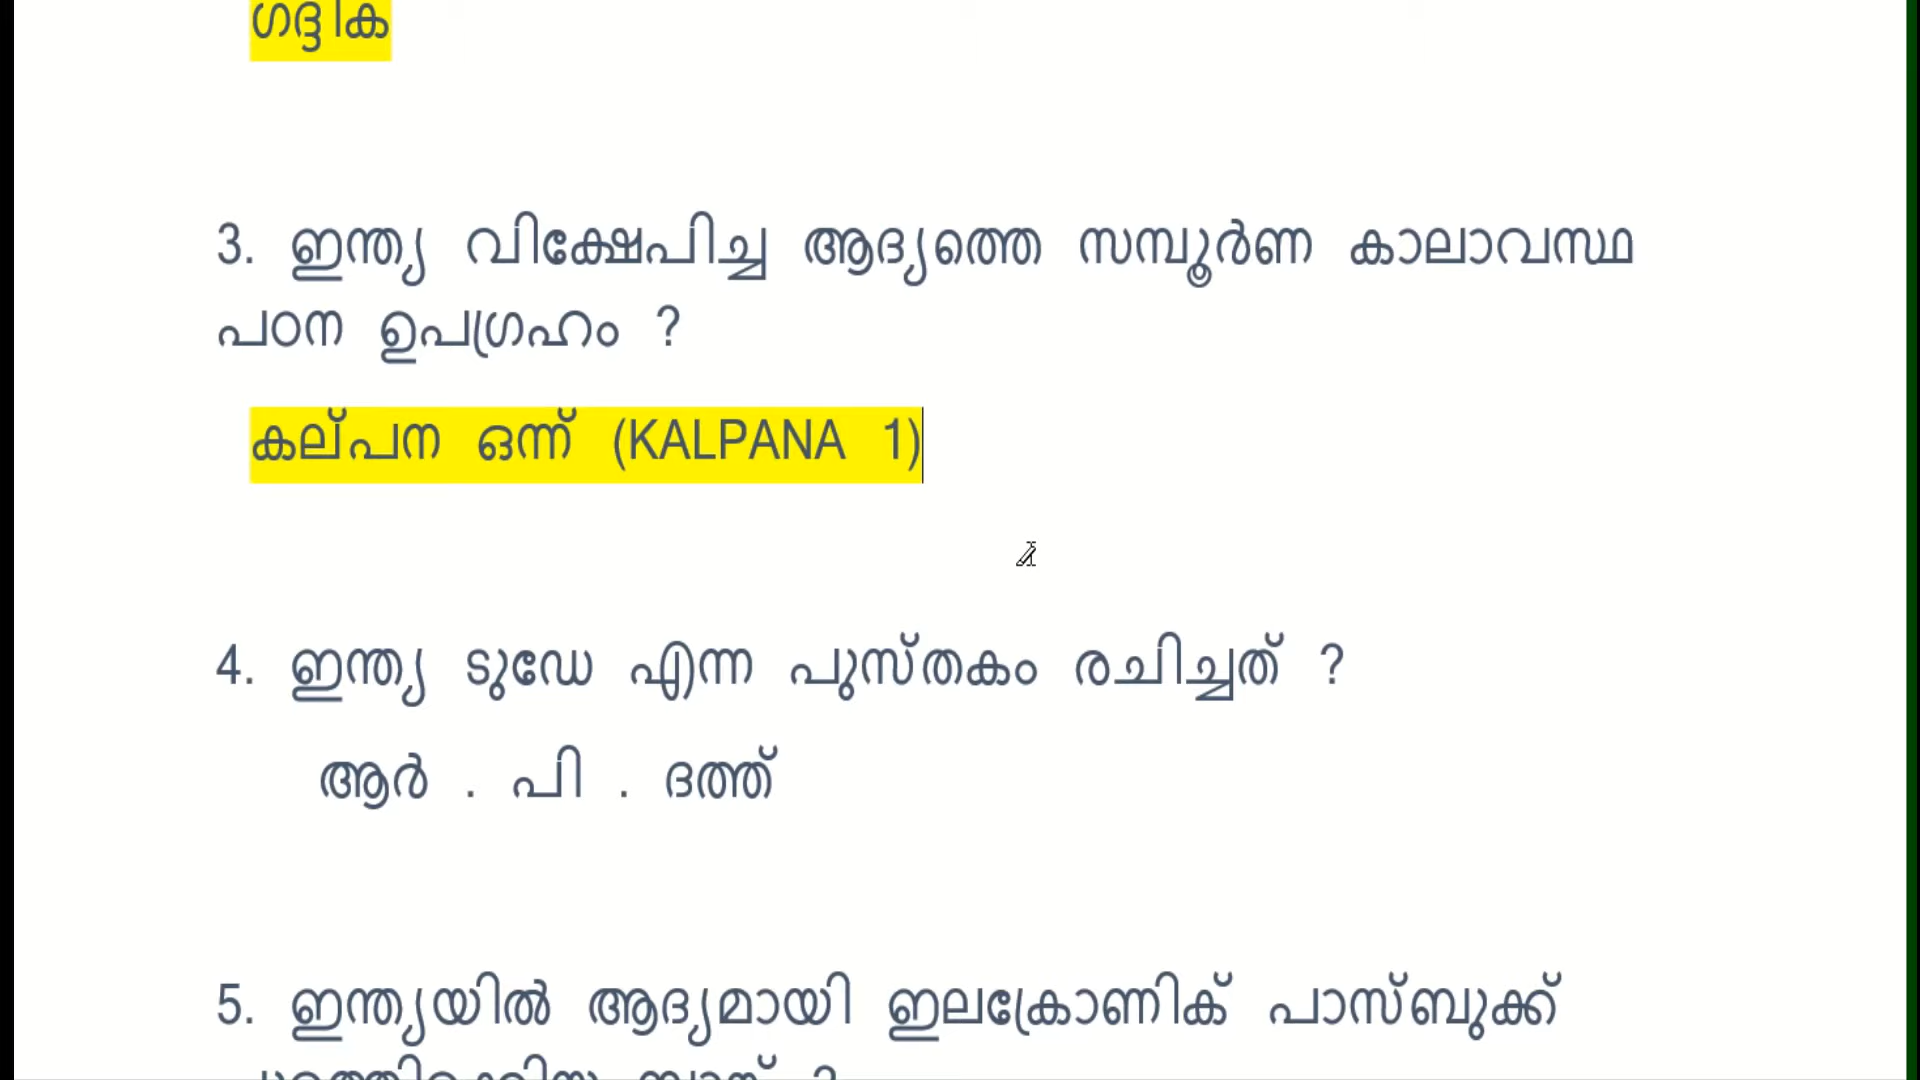 ഗദ്ദിക
3. ഇന്ത്യ വിക്ഷേപിച്ച ആദ്യത്തെ സമ്പൂർണ കാലാവസ്ഥ
പഠന ഉപഗ്രഹം ?
കല്പന ഒന്ന് (KALPANA 1)
4. ഇന്ത്യ ടുഡേ എന്ന പുസ്തകം രചിച്ചത് ?
ആർ . പി . ദത്ത്
5. ഇന്ത്യയിൽ ആദ്യമായി ഇലക്രോണിക് പാസ്ബുക്ക്